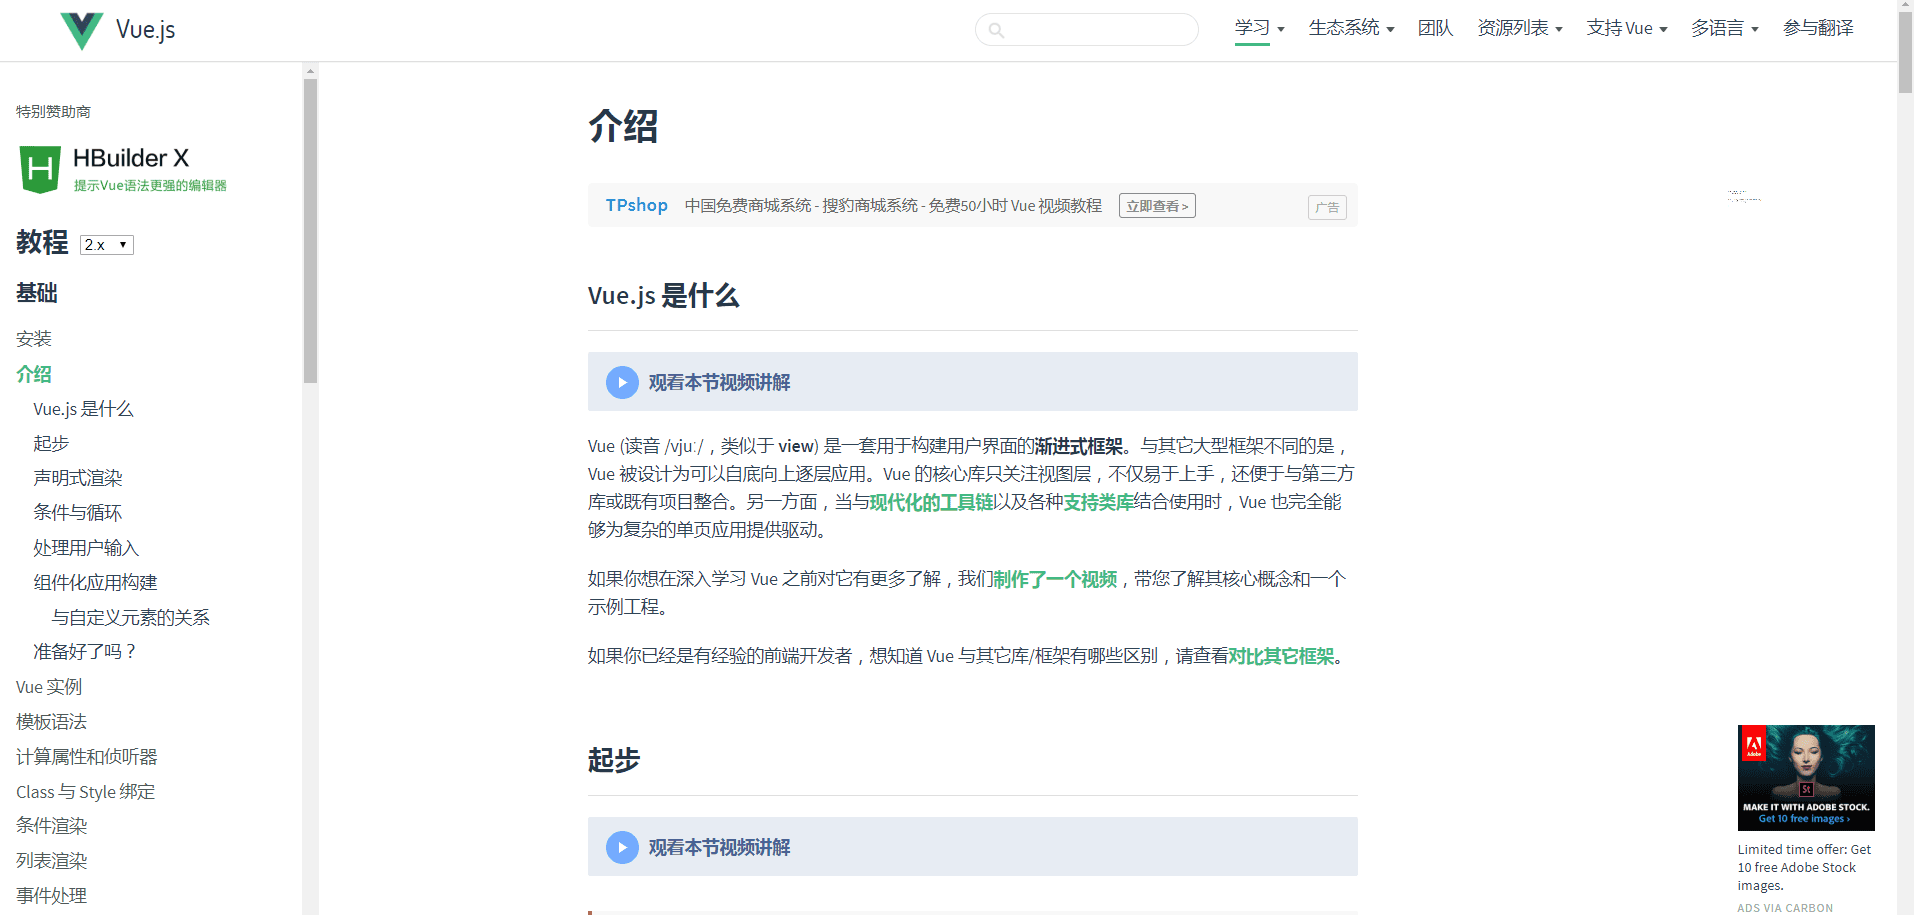 Vue.js
学习
生态系统
团队
资源列表
支持 Vue
多语言
参与翻译
特别赞助商
HBuilder X
提示Vue语法更强的编辑器
教程 2.x
基础
安装
介绍
Vue.js 是什么
起步
声明式渲染
条件与循环
处理用户输入
组件化应用构建
与自定义元素的关系
准备好了吗？
Vue 实例
模板语法
计算属性和侦听器
Class 与 Style 绑定
条件渲染
列表渲染
事件处理
介绍
TPshop 中国免费商城系统 - 搜豹商城系统 - 免费50小时 Vue 视频教程 立即查看 > 广告
Vue.js 是什么
观看本节视频讲解
Vue (读音 /vjuː/，类似于 view) 是一套用于构建用户界面的渐进式框架。与其它大型框架不同的是，
Vue 被设计为可以自底向上逐层应用。Vue 的核心库只关注视图层，不仅易于上手，还便于与第三方
库或既有项目整合。另一方面，当与现代化的工具链以及各种支持类库结合使用时，Vue 也完全能
够为复杂的单页应用提供驱动。
如果你想在深入学习 Vue 之前对它有更多了解，我们制作了一个视频，带您了解其核心概念和一个
示例工程。
如果你已经是有经验的前端开发者，想知道 Vue 与其它库/框架有哪些区别，请查看对比其它框架。
起步
观看本节视频讲解
Adobe
St
MAKE IT WITH ADOBE STOCK.
Get 10 free images ›
Limited time offer: Get
10 free Adobe Stock
images.
ADS VIA CARBON